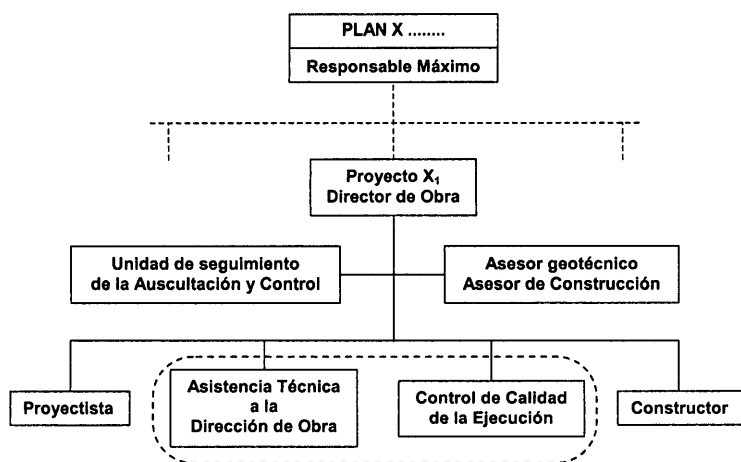 PLAN X ........
Responsable Máximo
Proyecto X₁
Director de Obra
Unidad de seguimiento
de la Auscultación y Control
Asesor geotécnico
Asesor de Construcción
Proyectista
Asistencia Técnica
a la
Dirección de Obra
Control de Calidad
de la Ejecución
Constructor